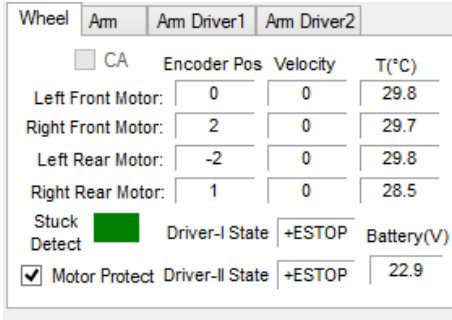 Wheel Arm Arm Driver1 Arm Driver2
CA Encoder Pos Velocity T(°C)
Left Front Motor: 0 0 29.8
Right Front Motor: 2 0 29.7
Left Rear Motor: -2 0 29.8
Right Rear Motor: 1 0 28.5
Stuck
Detect
Driver-I State +ESTOP Battery(V)
Motor Protect Driver-II State +ESTOP 22.9